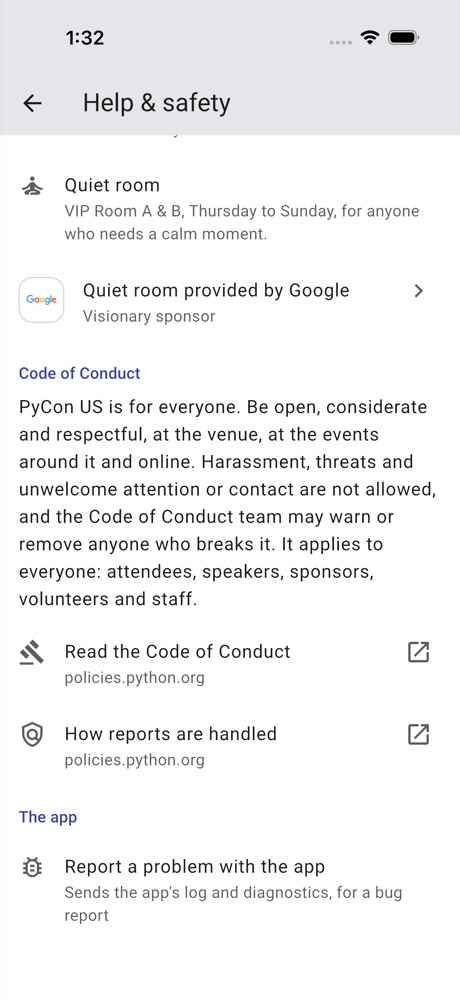 1:32
Help & safety
Quiet room
VIP Room A & B, Thursday to Sunday, for anyone
who needs a calm moment.
Google
Quiet room provided by Google
Visionary sponsor
Code of Conduct
PyCon US is for everyone. Be open, considerate
and respectful, at the venue, at the events
around it and online. Harassment, threats and
unwelcome attention or contact are not allowed,
and the Code of Conduct team may warn or
remove anyone who breaks it. It applies to
everyone: attendees, speakers, sponsors,
volunteers and staff.
Read the Code of Conduct
policies.python.org
How reports are handled
policies.python.org
The app
Report a problem with the app
Sends the app's log and diagnostics, for a bug
report